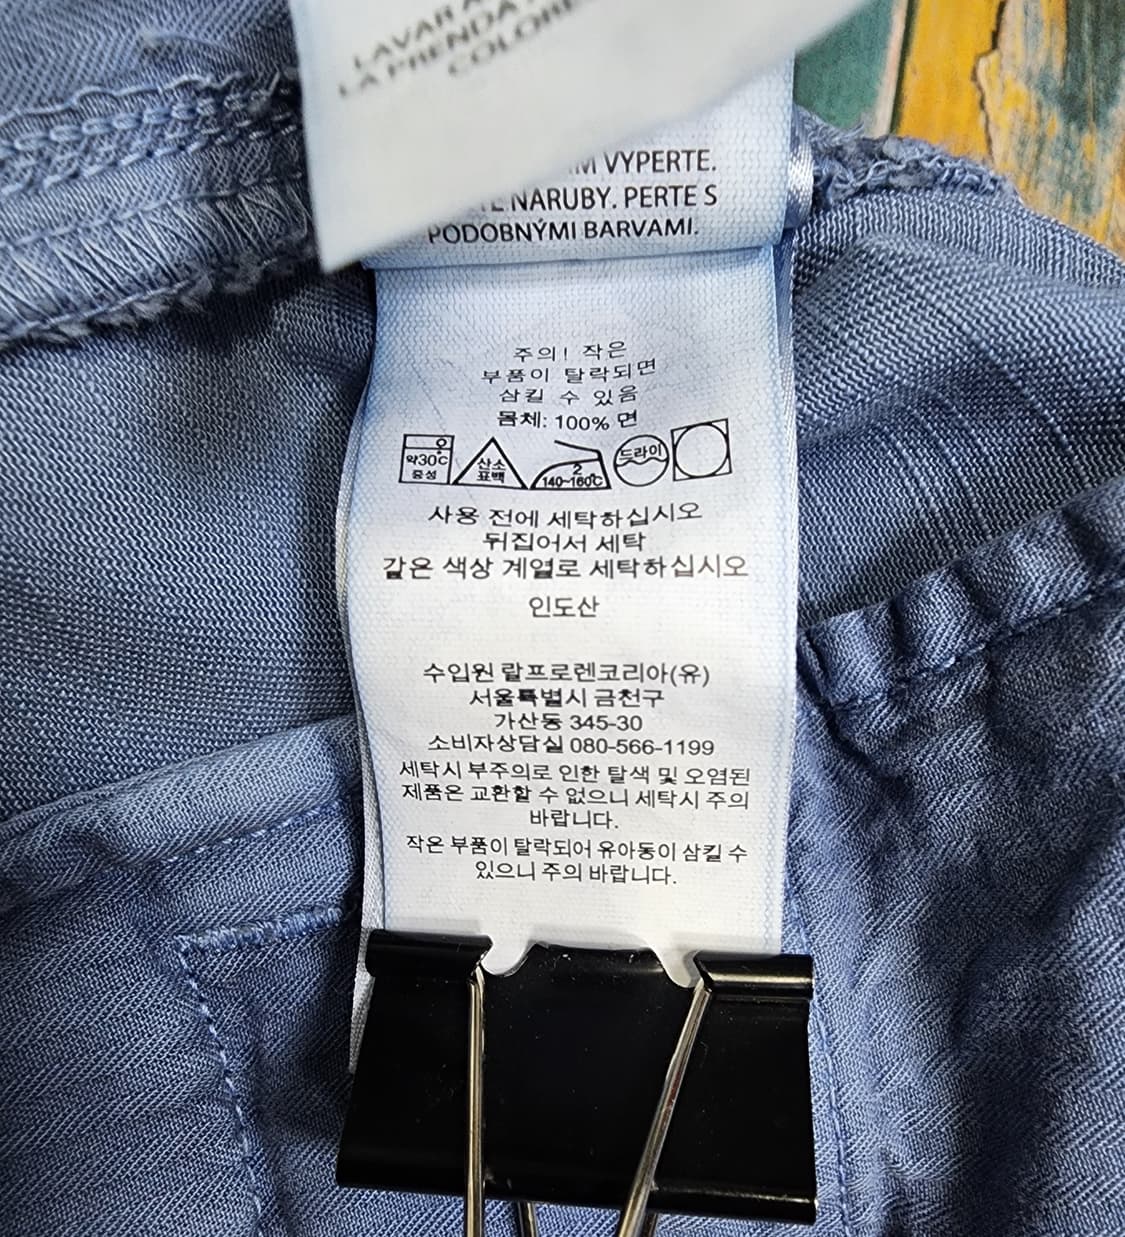 LAVAR A
LA PRENDA
COLORE
M VYPERTE.
NARUBY. PERTE S
PODOBNÝMI BARVAMI.
주의! 작은
부품이 탈락되면
삼킬 수 있음
몸체: 100% 면
약30℃
중성
산소
표백
2
140~160℃
드라이
사용 전에 세탁하십시오
뒤집어서 세탁
같은 색상 계열로 세탁하십시오
인도산
수입원 랄프로렌코리아(유)
서울특별시 금천구
가산동 345-30
소비자상담실 080-566-1199
세탁시 부주의로 인한 탈색 및 오염된
제품은 교환할 수 없으니 세탁시 주의
바랍니다.
작은 부품이 탈락되어 유아동이 삼킬 수
있으니 주의 바랍니다.